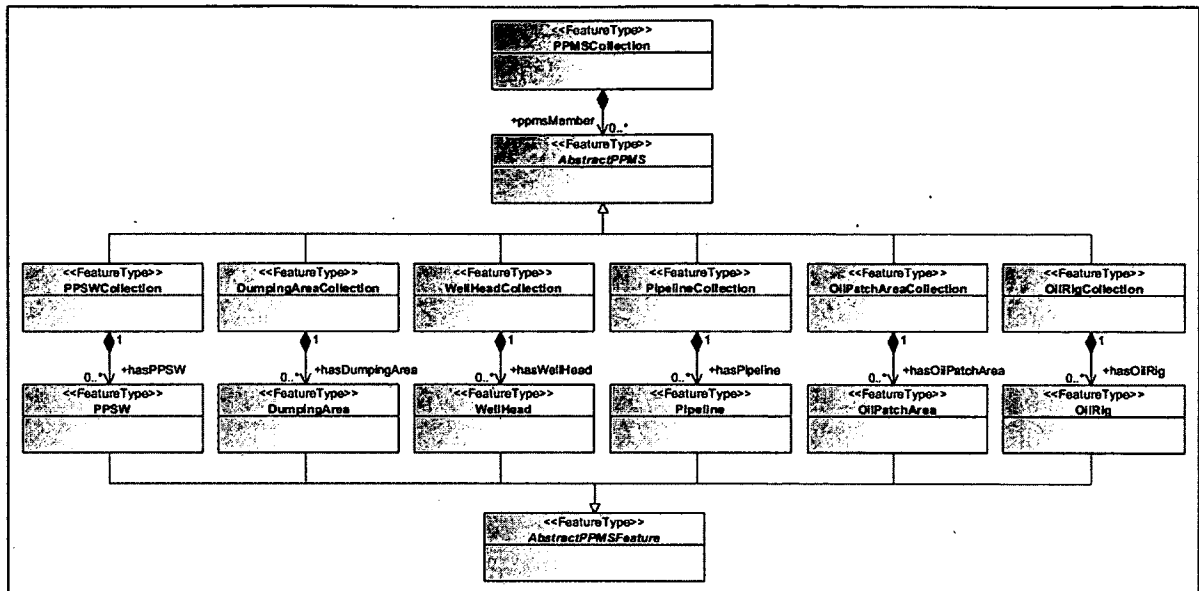 <<FeatureType>>
PPMSCollection
+ppmsMember
0..*
<<FeatureType>>
AbstractPPMS
<<FeatureType>>
PPSWCollection
<<FeatureType>>
DumpingAreaCollection
<<FeatureType>>
WellHeadCollection
<<FeatureType>>
PipelineCollection
<<FeatureType>>
OilPatchAreaCollection
<<FeatureType>>
OilRigCollection
1
1
1
1
1
1
0..* +hasPPSW
0..* +hasDumpingArea
0..* +hasWellHead
0..* +hasPipeline
0..* +hasOilPatchArea
0..* +hasOilRig
<<FeatureType>>
PPSW
<<FeatureType>>
DumpingArea
<<FeatureType>>
WellHead
<<FeatureType>>
Pipeline
<<FeatureType>>
OilPatchArea
<<FeatureType>>
OilRig
<<FeatureType>>
AbstractPPMSFeature